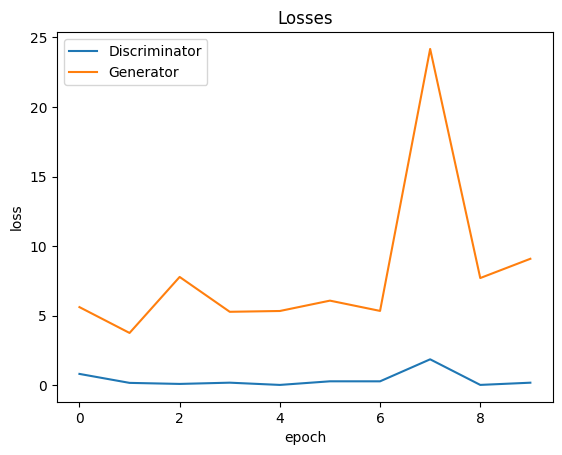 Losses
Discriminator
Generator
25
20
15
10
5
0
loss
0 2 4 6 8
epoch